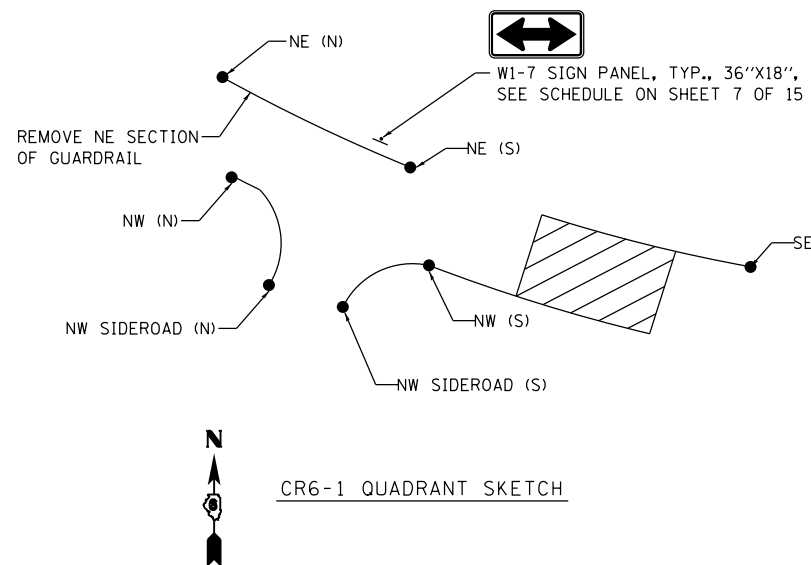 NE (N)
W1-7 SIGN PANEL, TYP., 36"X18",
SEE SCHEDULE ON SHEET 7 OF 15
REMOVE NE SECTION
OF GUARDRAIL
NE (S)
NW (N)
SE
NW SIDEROAD (N)
NW (S)
NW SIDEROAD (S)
N
6
CR6-1 QUADRANT SKETCH